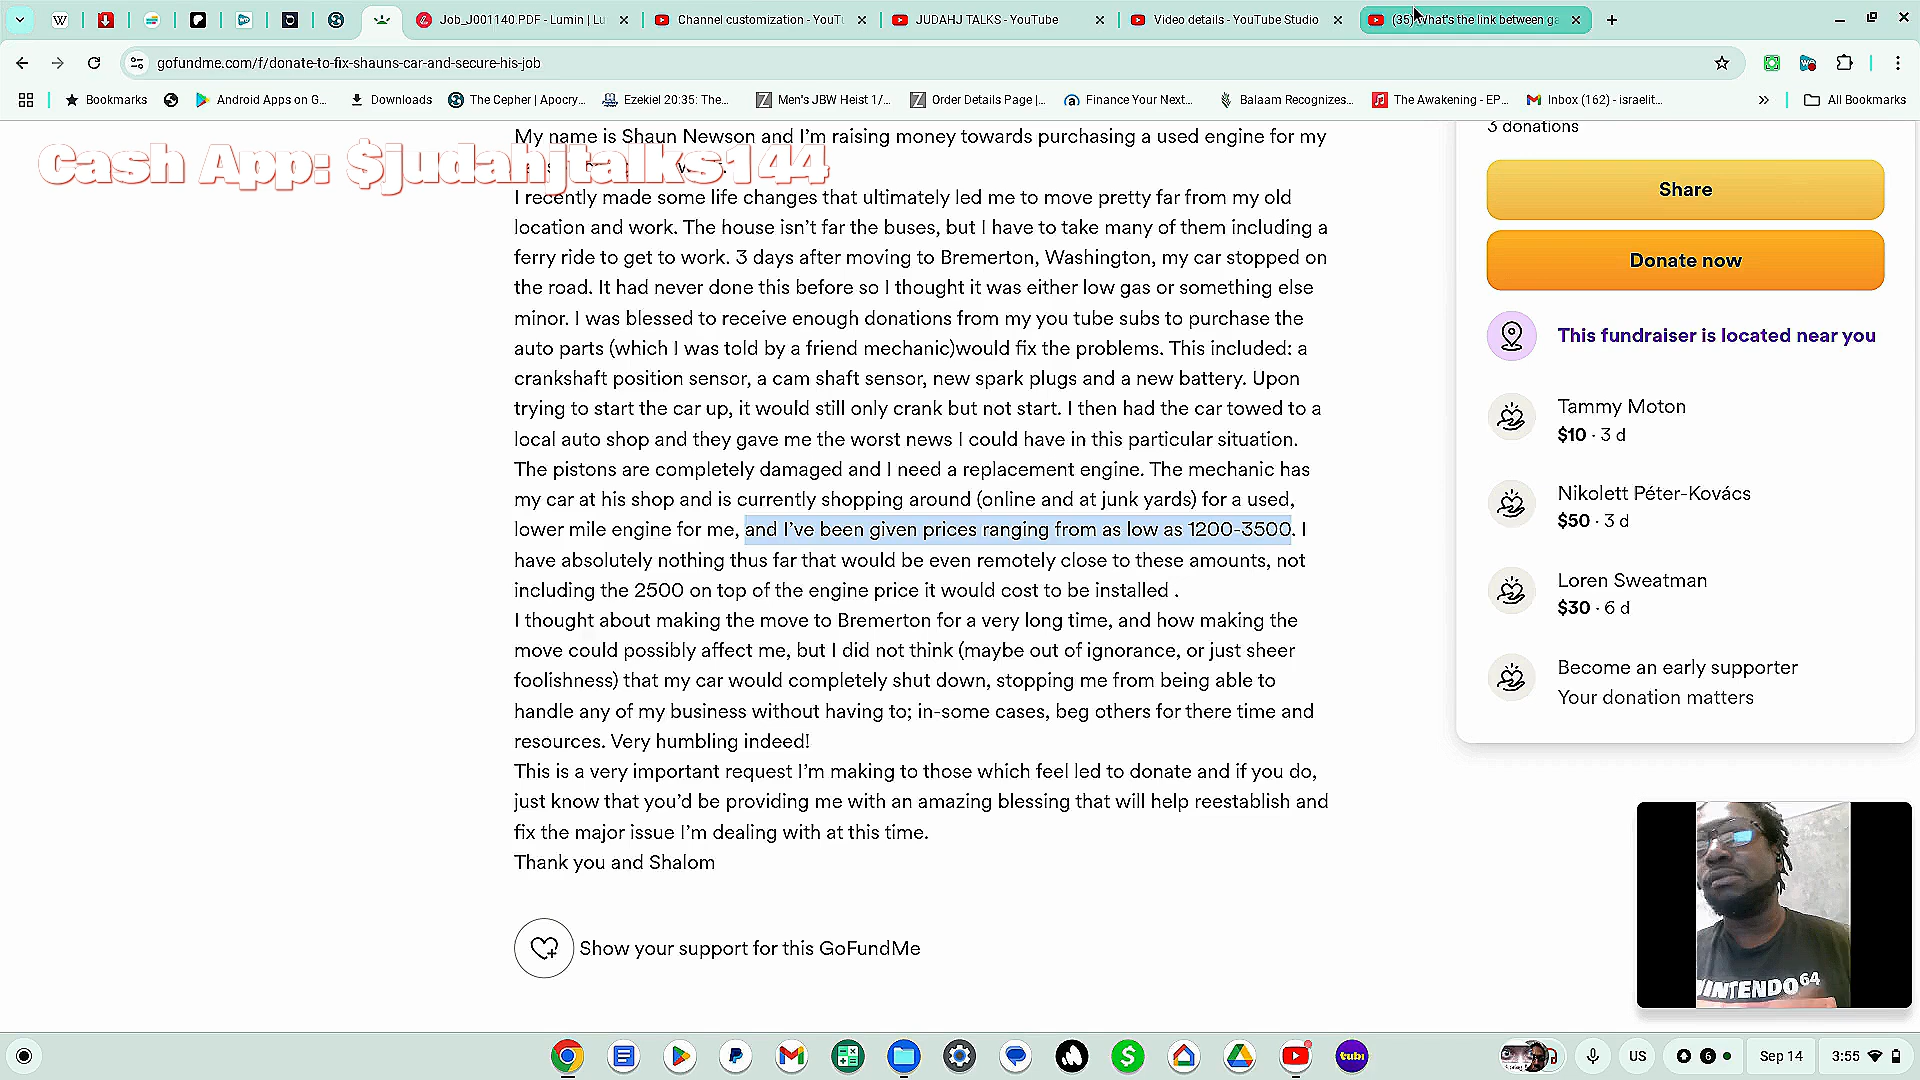 Job_J001140.PDF - Lumin | Lu
Channel customization - YouTu
JUDAHJ TALKS - YouTube
Video details - YouTube Studio
(35) What's the link between ga
gofundme.com/f/donate-to-fix-shauns-car-and-secure-his-job
Bookmarks
Android Apps on G...
Downloads
The Cepher | Apocry...
Ezekiel 20:35: The...
Men's JBW Heist 1/...
Order Details Page |...
Finance Your Next...
Balaam Recognizes...
The Awakening - EP...
Inbox (162) - israelit...
All Bookmarks
Cash App: $judahjtalks144
My name is Shaun Newson and I'm raising money towards purchasing a used engine for my
I recently made some life changes that ultimately led me to move pretty far from my old
location and work. The house isn't far the buses, but I have to take many of them including a
ferry ride to get to work. 3 days after moving to Bremerton, Washington, my car stopped on
the road. It had never done this before so I thought it was either low gas or something else
minor. I was blessed to receive enough donations from my you tube subs to purchase the
auto parts (which I was told by a friend mechanic)would fix the problems. This included: a
crankshaft position sensor, a cam shaft sensor, new spark plugs and a new battery. Upon
trying to start the car up, it would still only crank but not start. I then had the car towed to a
local auto shop and they gave me the worst news I could have in this particular situation.
The pistons are completely damaged and I need a replacement engine. The mechanic has
my car at his shop and is currently shopping around (online and at junk yards) for a used,
lower mile engine for me, and I've been given prices ranging from as low as 1200-3500. I
have absolutely nothing thus far that would be even remotely close to these amounts, not
including the 2500 on top of the engine price it would cost to be installed .
I thought about making the move to Bremerton for a very long time, and how making the
move could possibly affect me, but I did not think (maybe out of ignorance, or just sheer
foolishness) that my car would completely shut down, stopping me from being able to
handle any of my business without having to; in-some cases, beg others for there time and
resources. Very humbling indeed!
This is a very important request I'm making to those which feel led to donate and if you do,
just know that you'd be providing me with an amazing blessing that will help reestablish and
fix the major issue I'm dealing with at this time.
Thank you and Shalom
Show your support for this GoFundMe
3 donations
Share
Donate now
This fundraiser is located near you
Tammy Moton
$10 · 3 d
Nikolett Péter-Kovács
$50 · 3 d
Loren Sweatman
$30 · 6 d
Become an early supporter
Your donation matters
NINTENDO 64
tubi
US
6
Sep 14
3:55